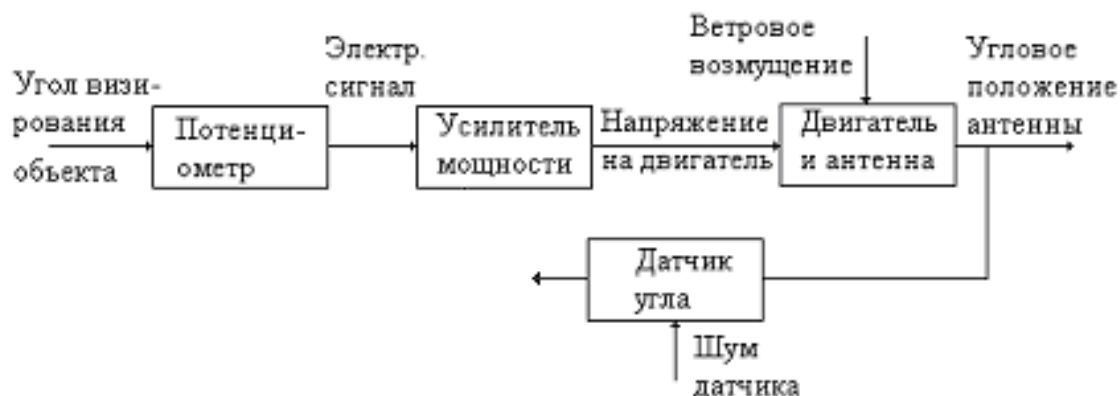 Угол визи-
рования
обьекта
Потенци-
ометр
Электр.
сигнал
Усилитель
мощности
Напряжение
на двигатель
Ветровое
возмущение
Двигатель
и антенна
Угловое
положение
антенны
Датчик
угла
Шум
датчика